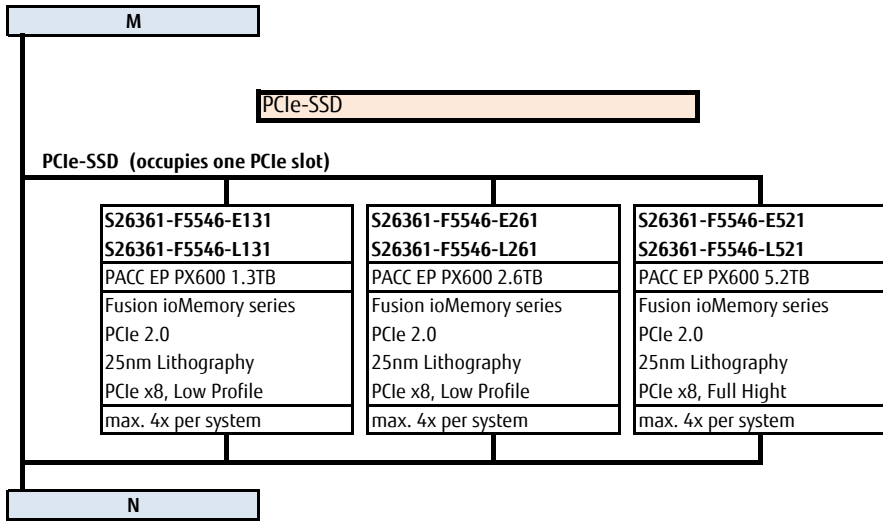 M
PCIe-SSD
PCIe-SSD (occupies one PCIe slot)
S26361-F5546-E131
S26361-F5546-L131
PACC EP PX600 1.3TB
Fusion ioMemory series
PCIe 2.0
25nm Lithography
PCIe x8, Low Profile
max. 4x per system
S26361-F5546-E261
S26361-F5546-L261
PACC EP PX600 2.6TB
Fusion ioMemory series
PCIe 2.0
25nm Lithography
PCIe x8, Low Profile
max. 4x per system
S26361-F5546-E521
S26361-F5546-L521
PACC EP PX600 5.2TB
Fusion ioMemory series
PCIe 2.0
25nm Lithography
PCIe x8, Full Hight
max. 4x per system
N